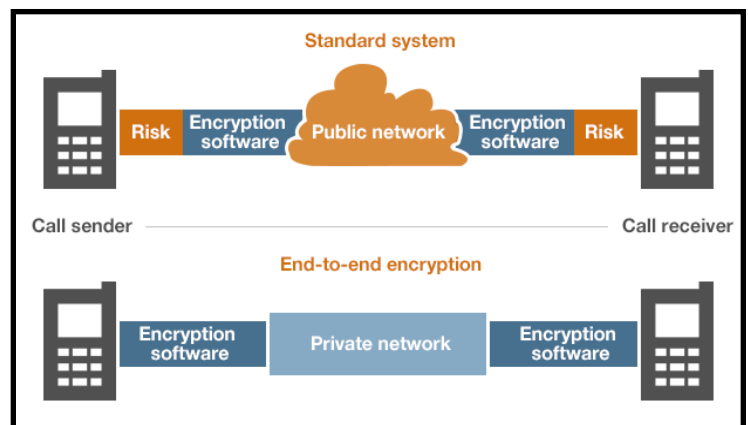 Standard system
Risk
Encryption
software
Public network
Encryption
software
Risk
Call sender
Call receiver
End-to-end encryption
Encryption
software
Private network
Encryption
software